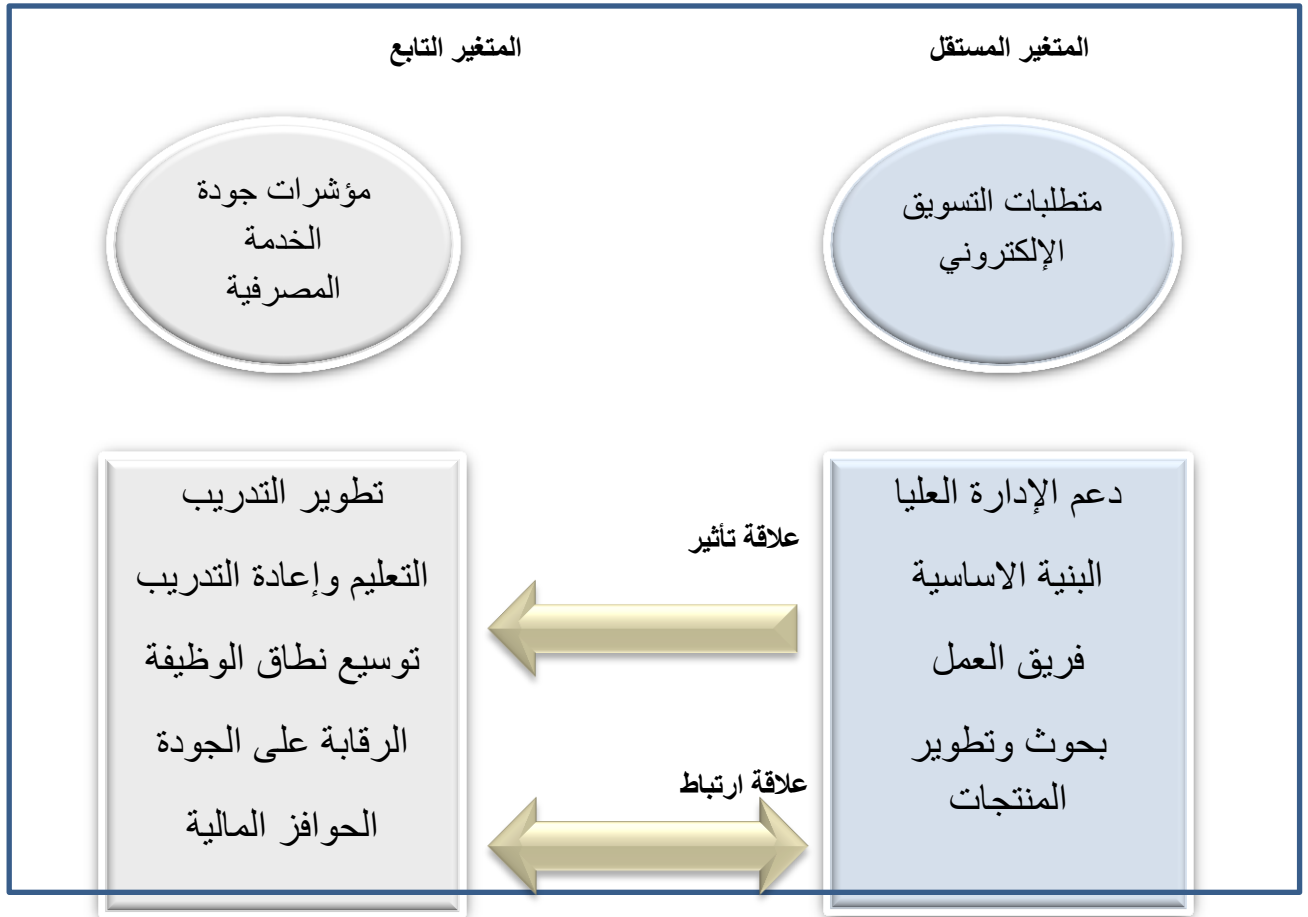 المتغير المستقل
المتغير التابع
متطلبات التسويق
الإلكتروني
مؤشرات جودة
الخدمة
المصرفية
دعم الإدارة العليا
البنية الاساسية
فريق العمل
بحوث وتطوير
المنتجات
علاقة تأثير
علاقة ارتباط
تطوير التدريب
التعليم وإعادة التدريب
توسيع نطاق الوظيفة
الرقابة على الجودة
الحوافز المالية